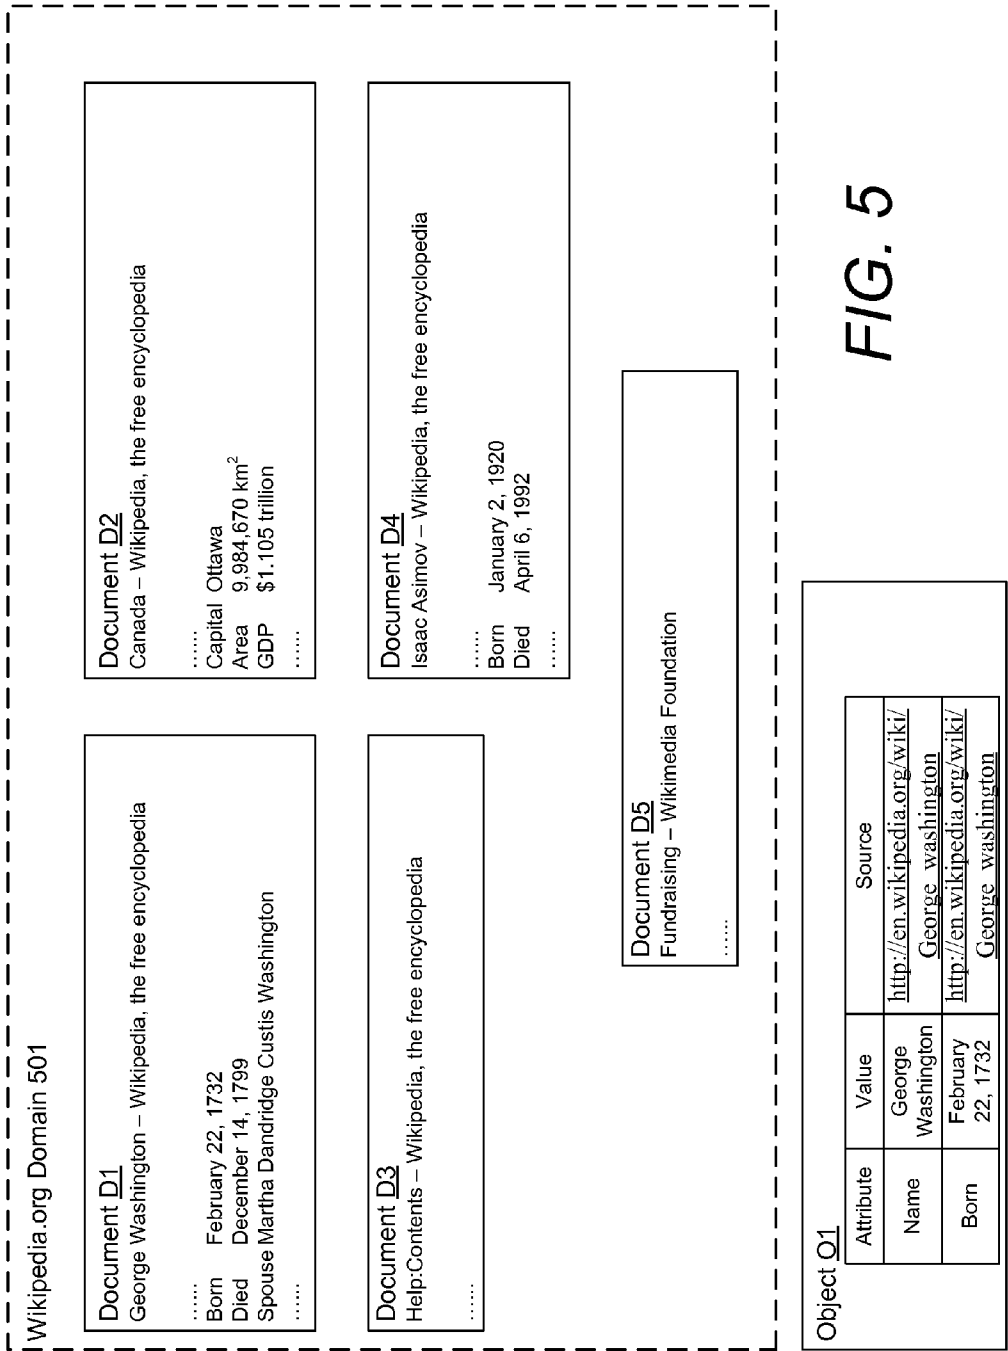 Wikipedia.org Domain 501
Document D1
George Washington – Wikipedia, the free encyclopedia
......
Born February 22, 1732
Died December 14, 1799
Spouse Martha Dandridge Custis Washington
Document D2
Canada – Wikipedia, the free encyclopedia
......
Capital Ottawa
Area 9,984,670 km²
GDP $1.105 trillion
......
Document D3
Help:Contents – Wikipedia, the free encyclopedia
......
Document D4
Isaac Asimov – Wikipedia, the free encyclopedia
......
Born January 2, 1920
Died April 6, 1992
......
Document D5
Fundraising – Wikimedia Foundation
......
Object O1
Attribute Value Source
Name George Washington http://en.wikipedia.org/wiki/George_washington
Born February 22, 1732 http://en.wikipedia.org/wiki/George_washington
FIG. 5